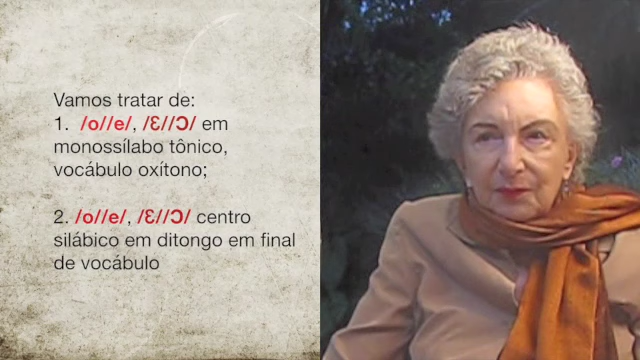 Vamos tratar de:
1. /o//e/, /Ɛ//Ɔ/ em
monossílabo tônico,
vocábulo oxítono;
2. /o//e/, /Ɛ//Ɔ/ centro
silábico em ditongo em final
de vocábulo